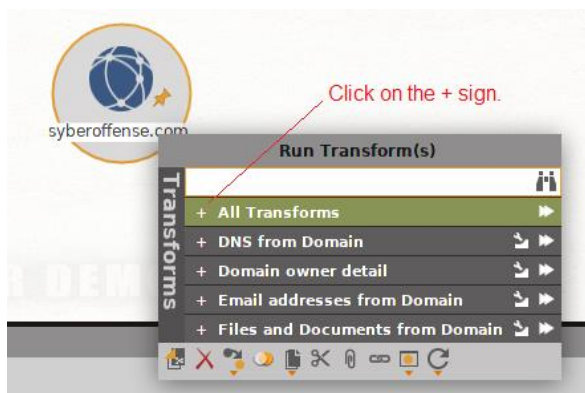 Click on the + sign.
syberoffense.com
Run Transform(s)
Transforms
+ All Transforms
+ DNS from Domain
+ Domain owner detail
+ Email addresses from Domain
+ Files and Documents from Domain
R DEM